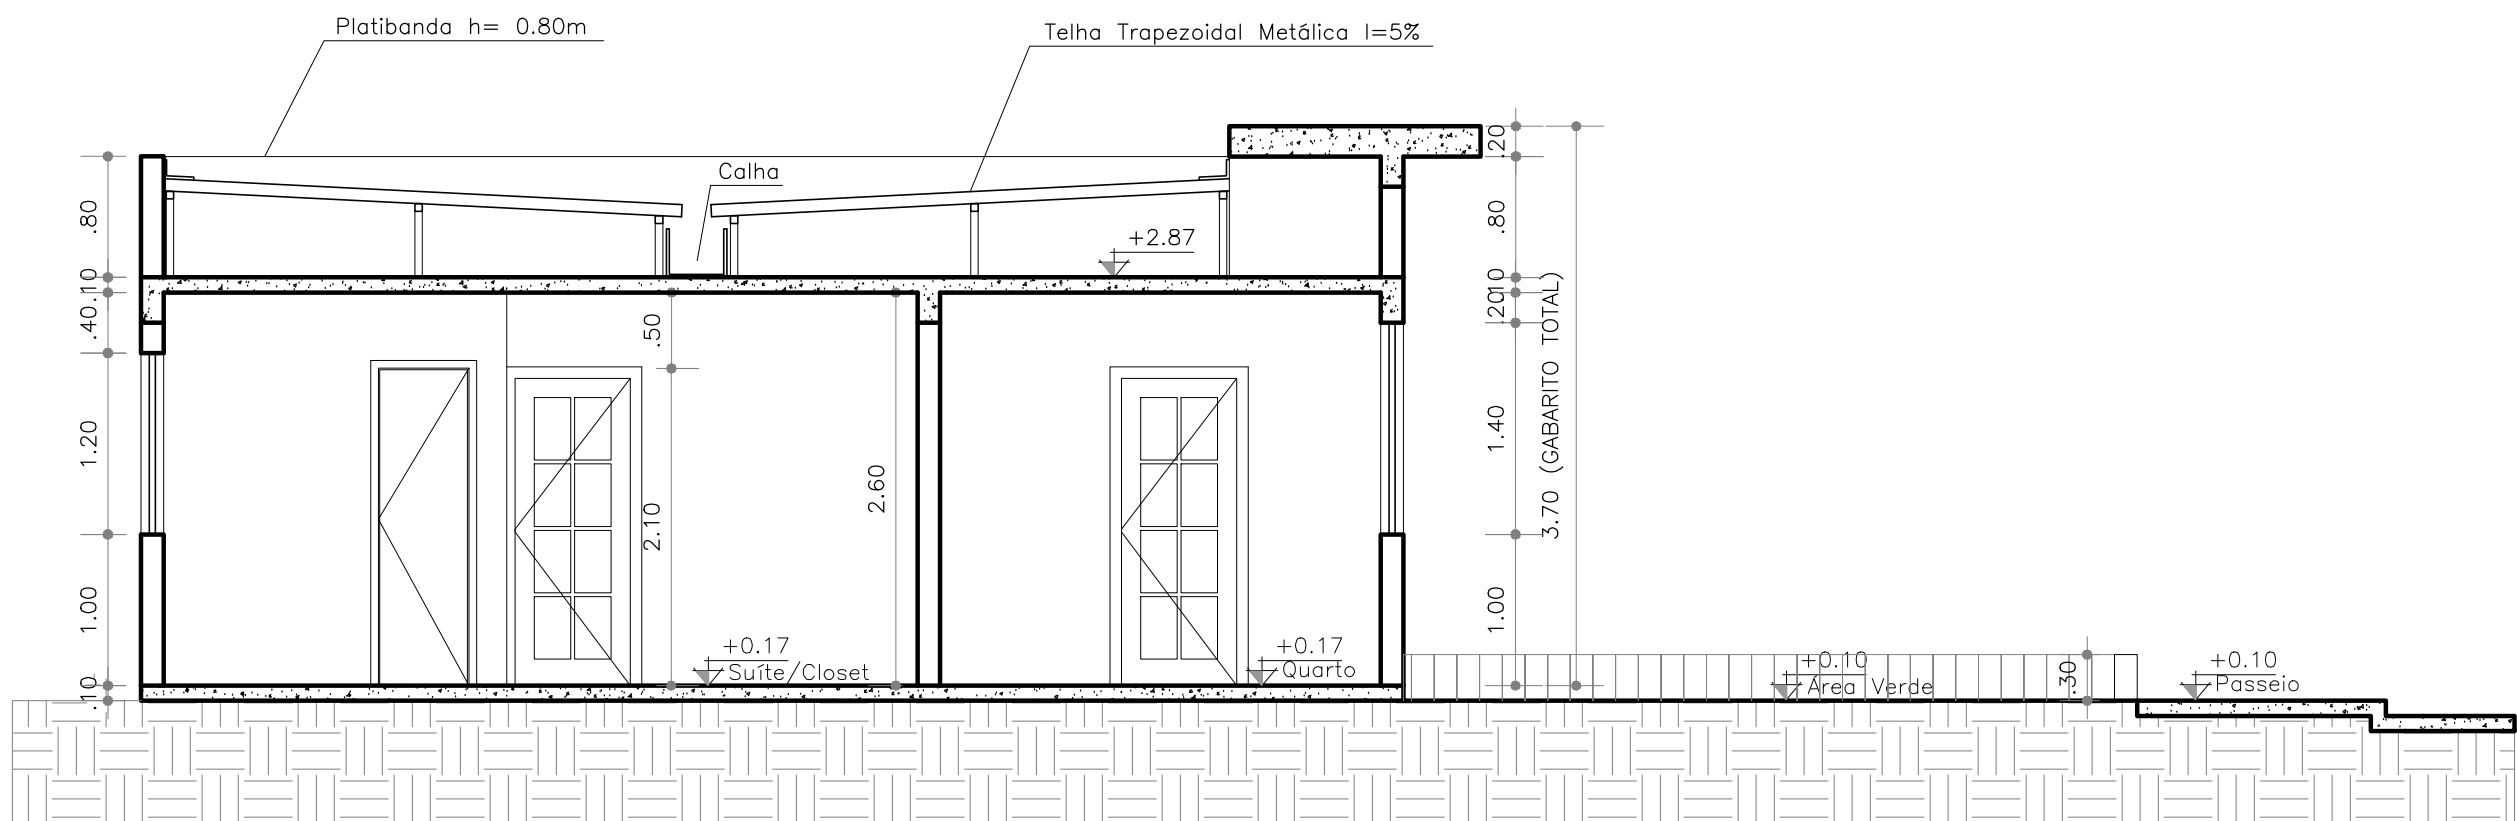 Platibanda h= 0.80m
Telha Trapezoidal Metálica I=5%
Calha
+2.87
.80
.10
.40
1.20
1.00
.10
.50
2.10
2.60
+0.17
Suíte/Closet
+0.17
Quarto
.20
.80
.10
.20
1.40
1.00
3.70 (GABARITO TOTAL)
+0.10
Área Verde
.30
+0.10
Passeio